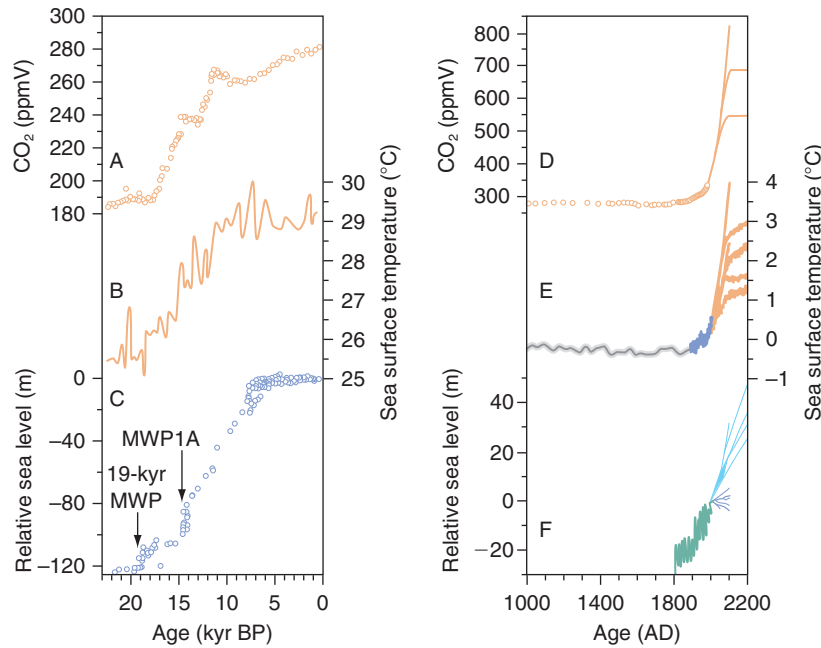 300
280
260
240
220
200
190
180
CO₂ (ppmV)
A
30
29
28
27
26
25
Sea surface temperature (°C)
B
0
−40
−80
−120
Relative sea level (m)
C
MWP1A
19-kyr
MWP
20
15
10
5
0
Age (kyr BP)
800
700
600
500
400
300
CO₂ (ppmV)
D
4
3
2
1
0
−1
Sea surface temperature (°C)
E
40
20
0
−20
Relative sea level (m)
F
1000
1400
1800
2200
Age (AD)